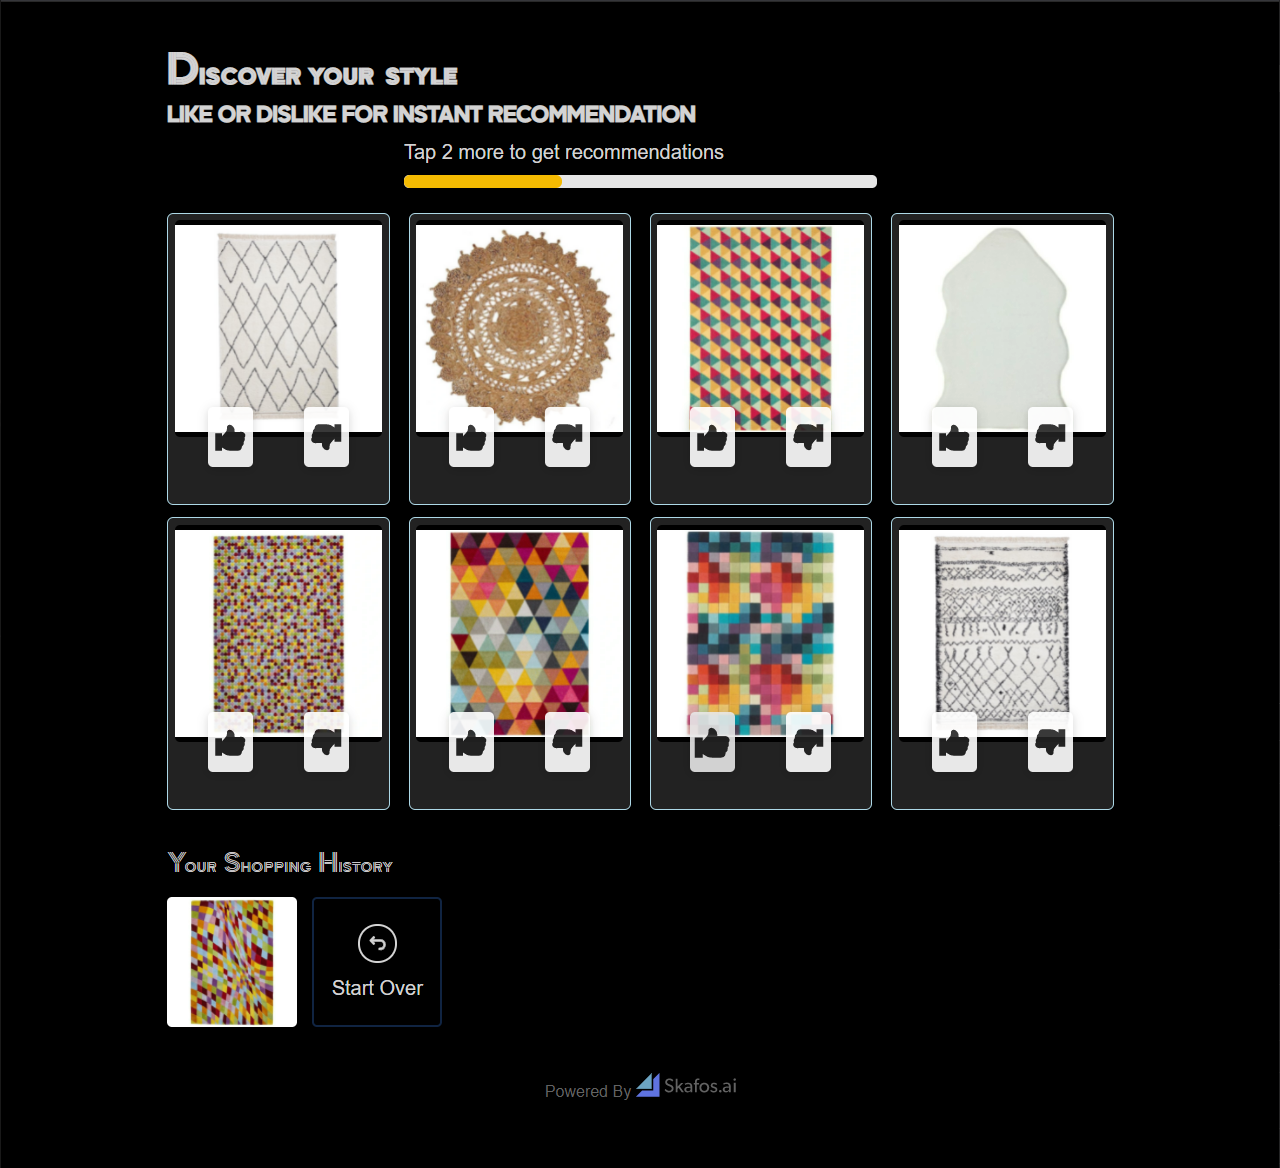 Discover your style
LIKE OR DISLIKE FOR INSTANT RECOMMENDATION
Tap 2 more to get recommendations
Your Shopping History
Start Over
Powered By Skafos.ai